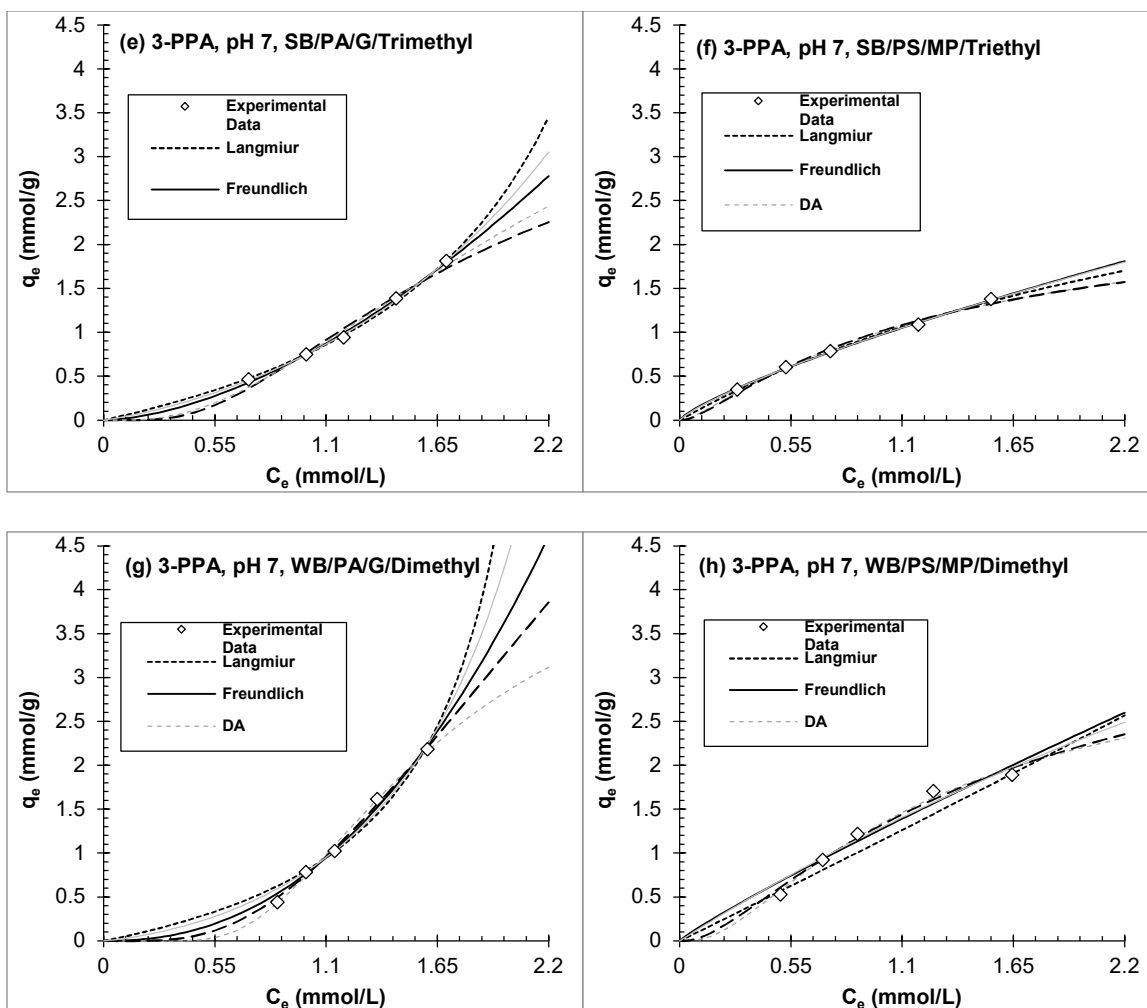 (e) 3-PPA, pH 7, SB/PA/G/Trimethyl
4.5
4
3.5
3
2.5
2
1.5
1
0.5
0
qe (mmol/g)
Experimental
Data
Langmiur
Freundlich
0
0.55
1.1
1.65
2.2
Ce (mmol/L)
(f) 3-PPA, pH 7, SB/PS/MP/Triethyl
4.5
4
3.5
3
2.5
2
1.5
1
0.5
0
qe (mmol/g)
Experimental
Data
Langmiur
Freundlich
DA
0
0.55
1.1
1.65
2.2
Ce (mmol/L)
(g) 3-PPA, pH 7, WB/PA/G/Dimethyl
4.5
4
3.5
3
2.5
2
1.5
1
0.5
0
qe (mmol/g)
Experimental
Data
Langmiur
Freundlich
DA
0
0.55
1.1
1.65
2.2
Ce (mmol/L)
(h) 3-PPA, pH 7, WB/PS/MP/Dimethyl
4.5
4
3.5
3
2.5
2
1.5
1
0.5
0
qe (mmol/g)
Experimental
Data
Langmiur
Freundlich
DA
0
0.55
1.1
1.65
2.2
Ce (mmol/L)